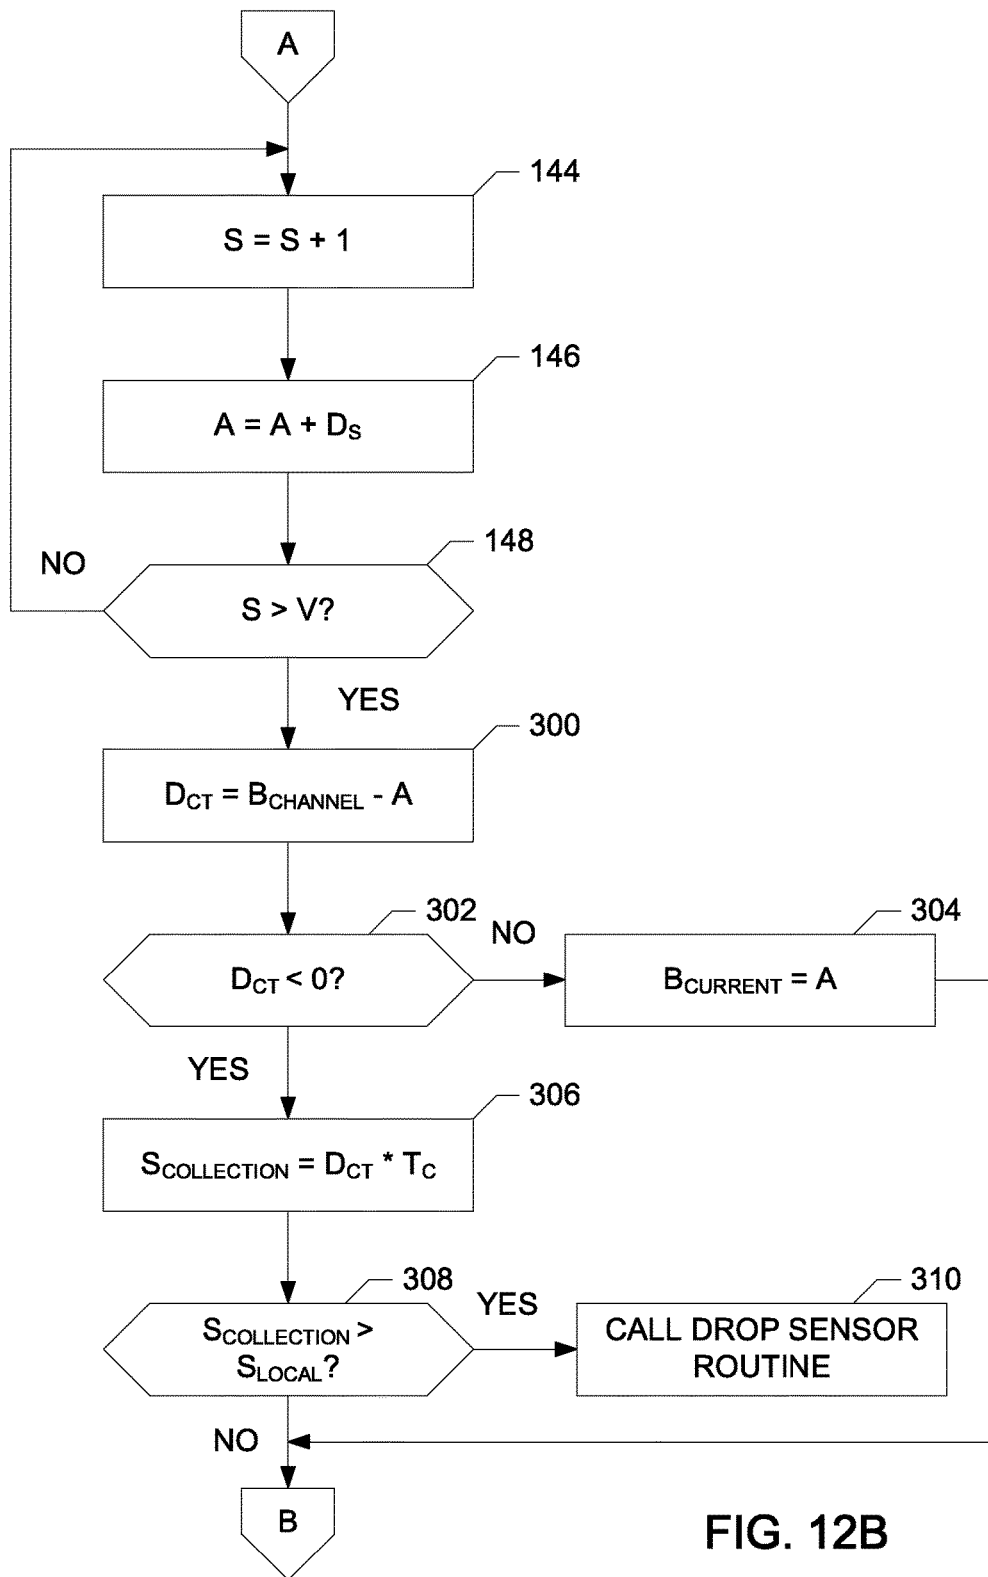 A
144
S = S + 1
146
A = A + DS
148
NO
S > V?
YES
300
DCT = BCHANNEL - A
302
NO
304
DCT < 0?
BCURRENT = A
YES
306
SCOLLECTION = DCT * TC
308
YES
310
SCOLLECTION >
SLOCAL?
CALL DROP SENSOR
ROUTINE
NO
B
FIG. 12B